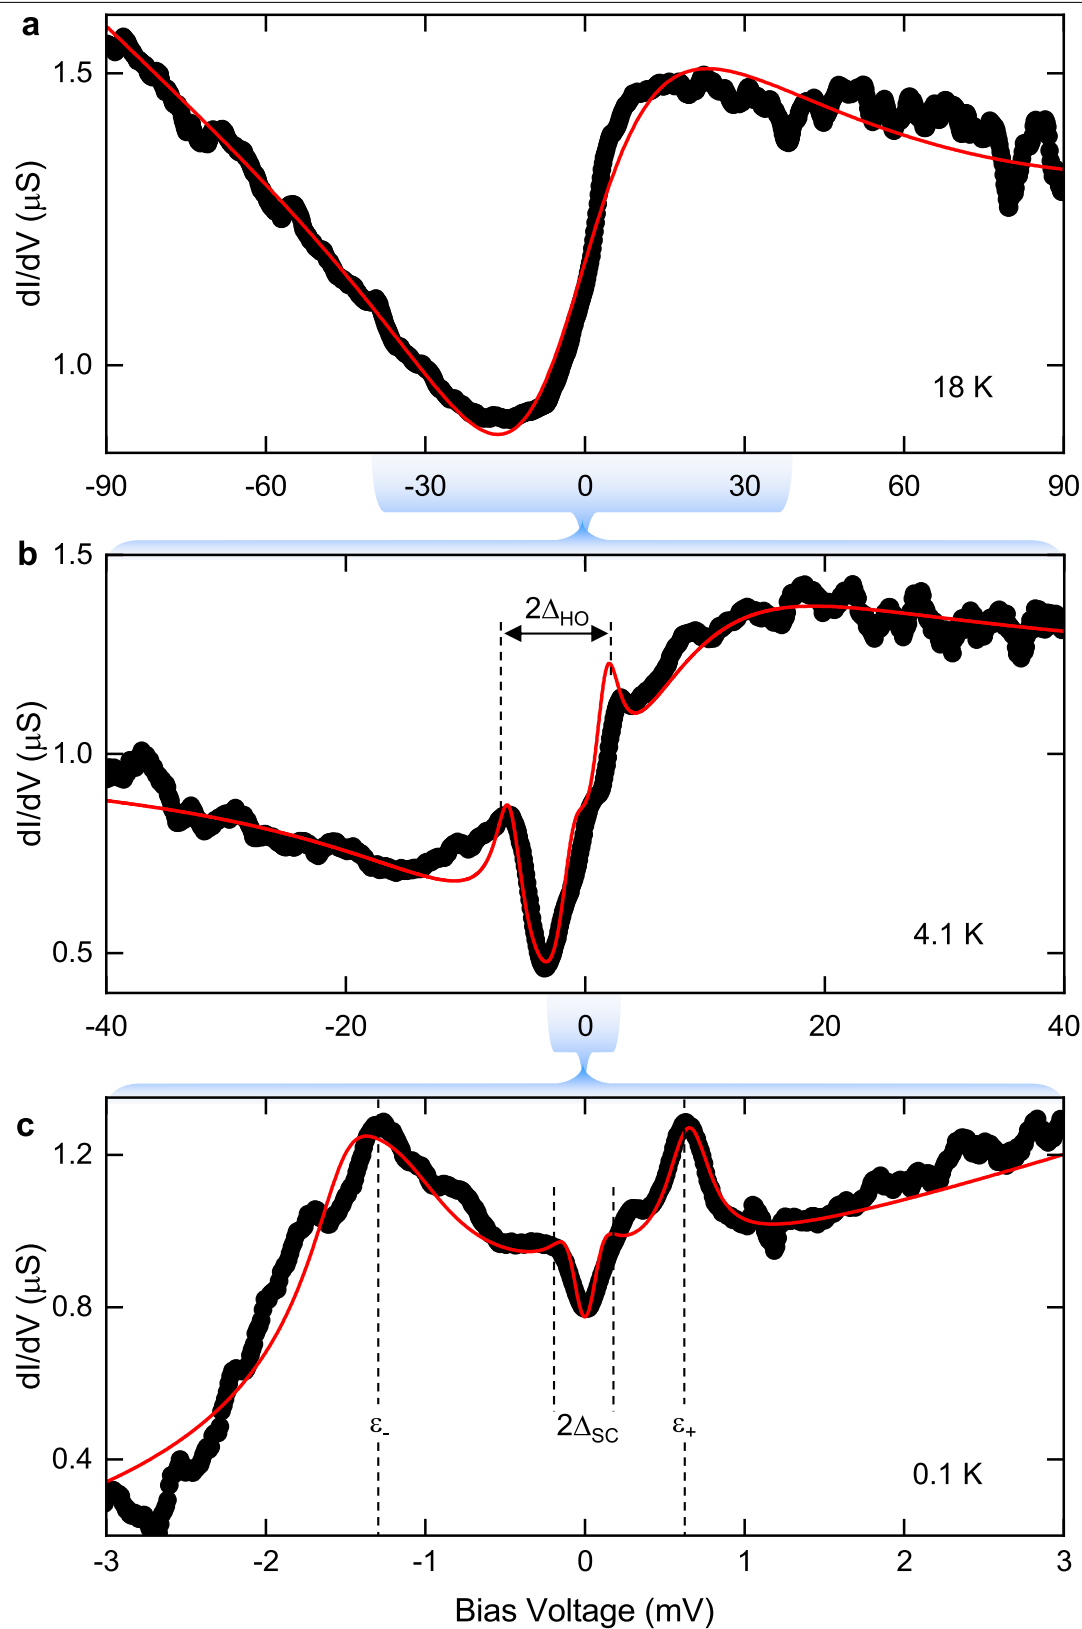 a
1.5
1.0
dI/dV (μS)
18 K
-90 -60 -30 0 30 60 90
b
1.5
1.0
0.5
dI/dV (μS)
2Δ_HO
4.1 K
-40 -20 0 20 40
c
1.2
0.8
0.4
dI/dV (μS)
ε_- 2Δ_SC ε_+
0.1 K
-3 -2 -1 0 1 2 3
Bias Voltage (mV)